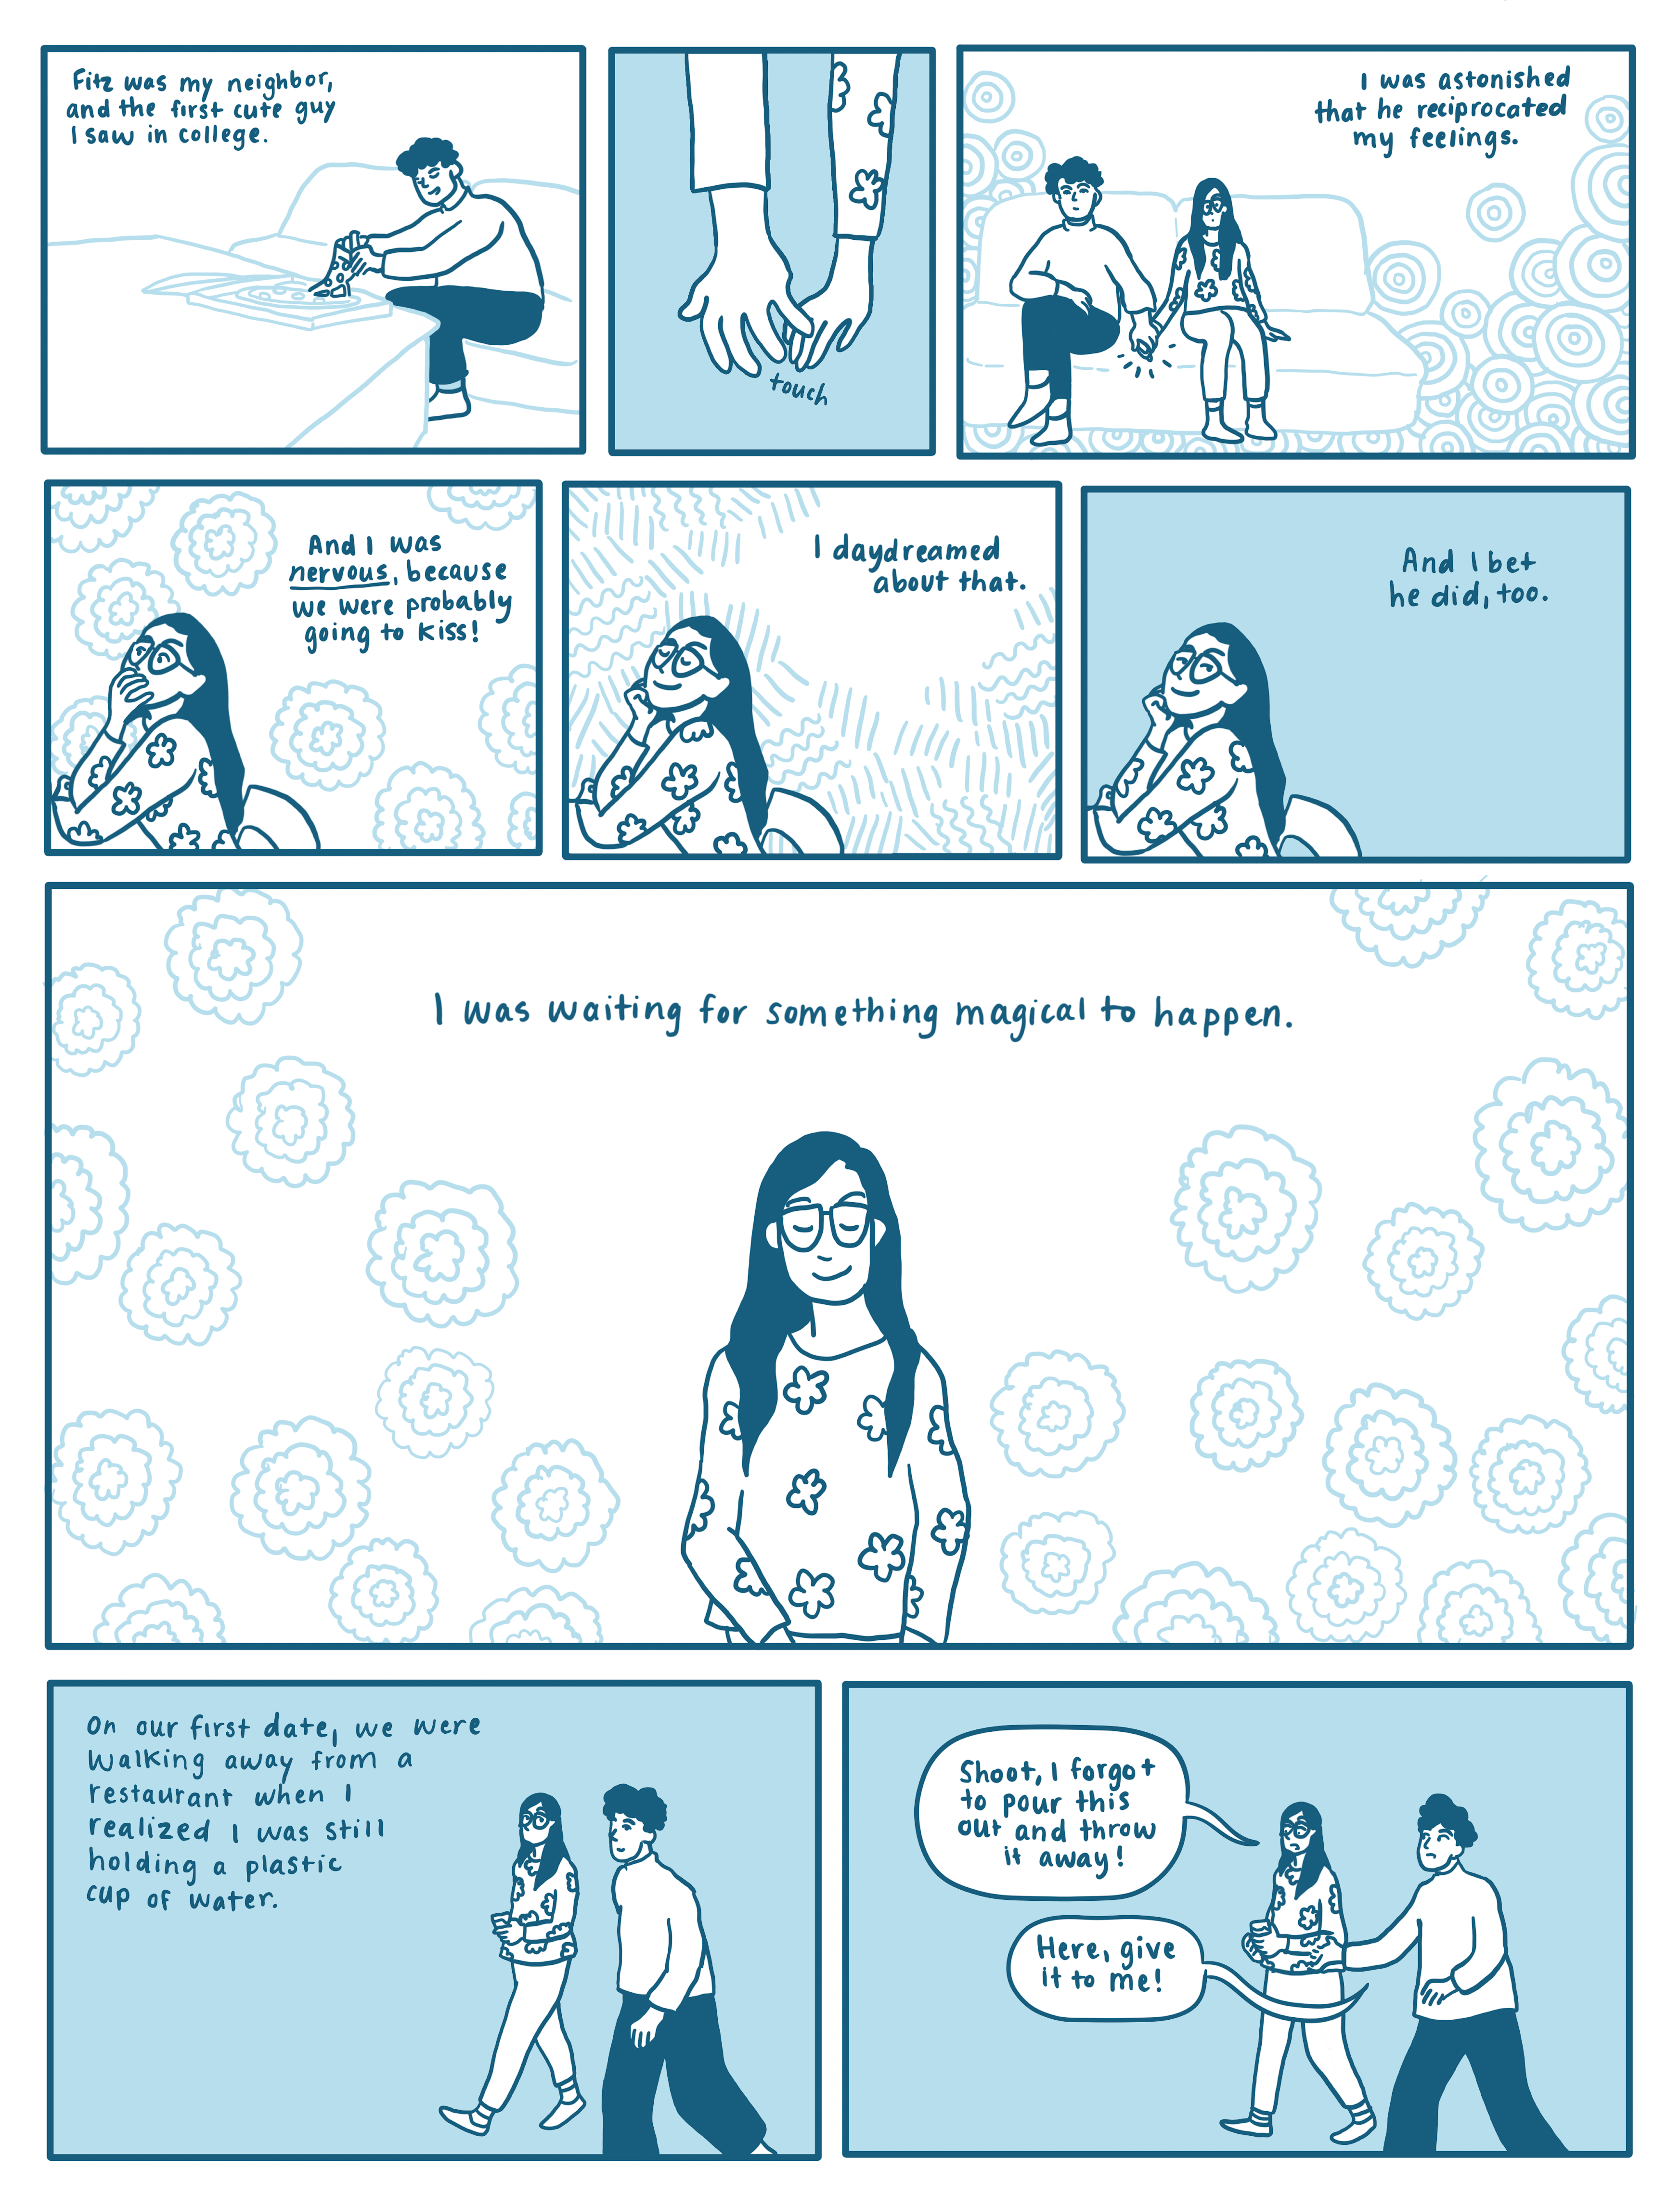 Fitz was my neighbor,
and the first cute guy
I saw in college.
touch
I was astonished
that he reciprocated
my feelings.
And I was
nervous, because
we were probably
going to kiss!
I daydreamed
about that.
And I bet
he did, too.
I was waiting for something magical to happen.
On our first date, we were
walking away from a
restaurant when I
realized I was still
holding a plastic
cup of water.
Shoot, I forgot
to pour this
out and throw
it away!
Here, give
it to me!